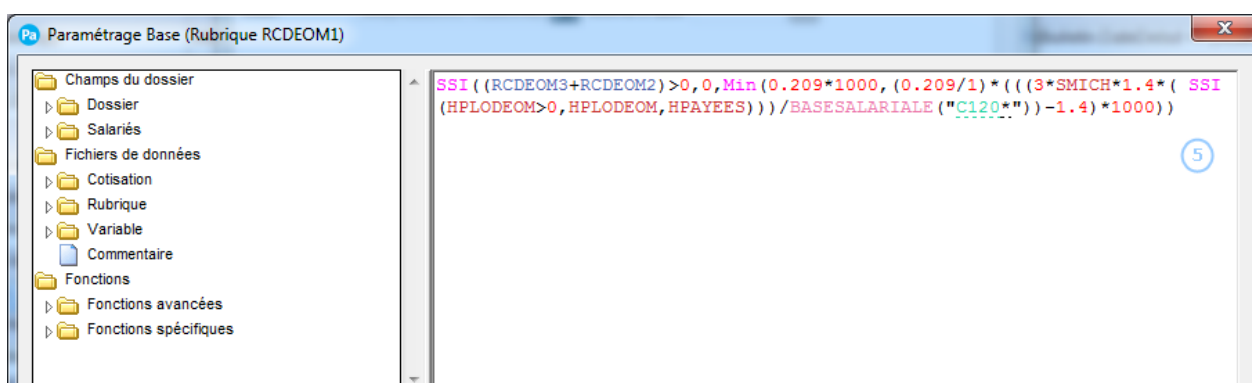 Pa Paramétrage Base (Rubrique RCDEOM1)
x
Champs du dossier
Dossier
Salariés
Fichiers de données
Cotisation
Rubrique
Variable
Commentaire
Fonctions
Fonctions avancées
Fonctions spécifiques
SSI((RCDEOM3+RCDEOM2)>0,0,Min(0.209*1000,(0.209/1)*(((3*SMICH*1.4*( SSI
(HPLODEOM>0,HPLODEOM,HPAYEES)))/BASESALARIALE("C120*"))-1.4)*1000))
5